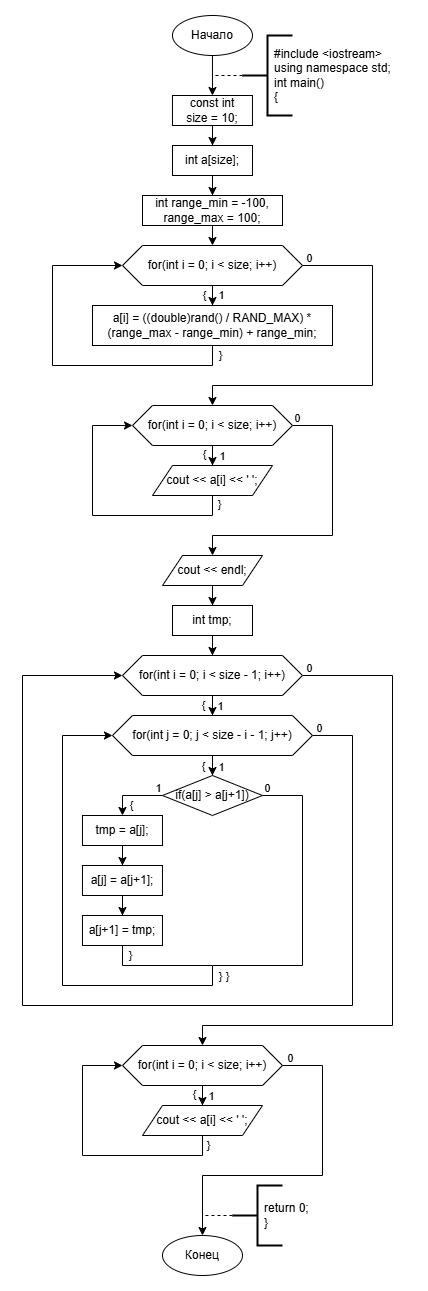 Начало
#include <iostream>
using namespace std;
int main()
{
const int
size = 10;
int a[size];
int range_min = -100,
range_max = 100;
for(int i = 0; i < size; i++)
0
{ 1
a[i] = ((double)rand() / RAND_MAX) *
(range_max - range_min) + range_min;
}
for(int i = 0; i < size; i++)
0
{ 1
cout << a[i] << ' ';
}
cout << endl;
int tmp;
for(int i = 0; i < size - 1; i++)
0
{ 1
for(int j = 0; j < size - i - 1; j++)
0
{ 1
if(a[j] > a[j+1])
1
0
{
tmp = a[j];
a[j] = a[j+1];
a[j+1] = tmp;
}
} }
for(int i = 0; i < size; i++)
0
{ 1
cout << a[i] << ' ';
}
return 0;
}
Конец